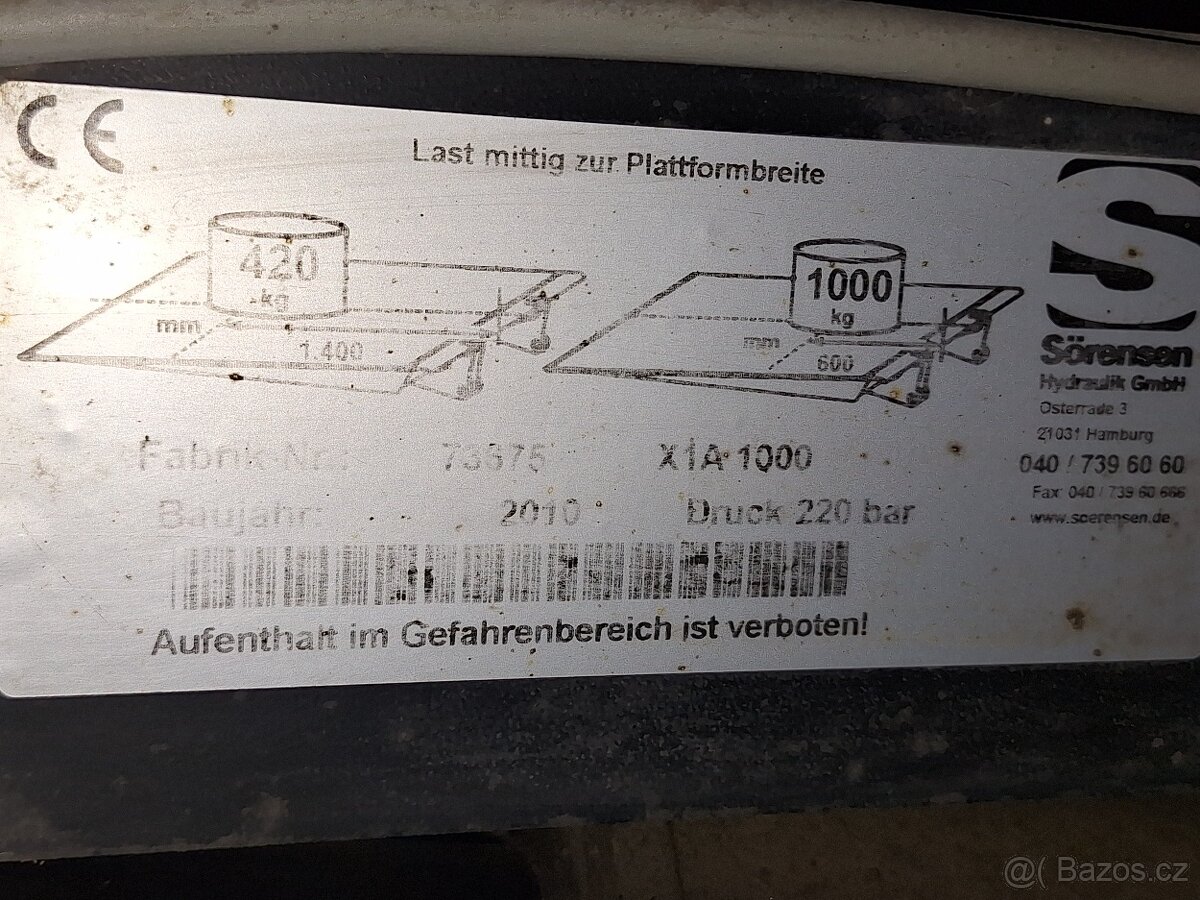 CE
Last mittig zur Plattformbreite
420
kg
mm
1.400
1000
kg
mm
600
S
Sörensen
Hydraulik GmbH
Osterrade 3
21031 Hamburg
040 / 739 60 60
Fax: 040 / 739 60 666
www.soerensen.de
Fabrik-Nr.: X1A 1000
Baujahr: 2010 Druck 220 bar
Aufenthalt im Gefahrenbereich ist verboten!
@( Bazos.cz